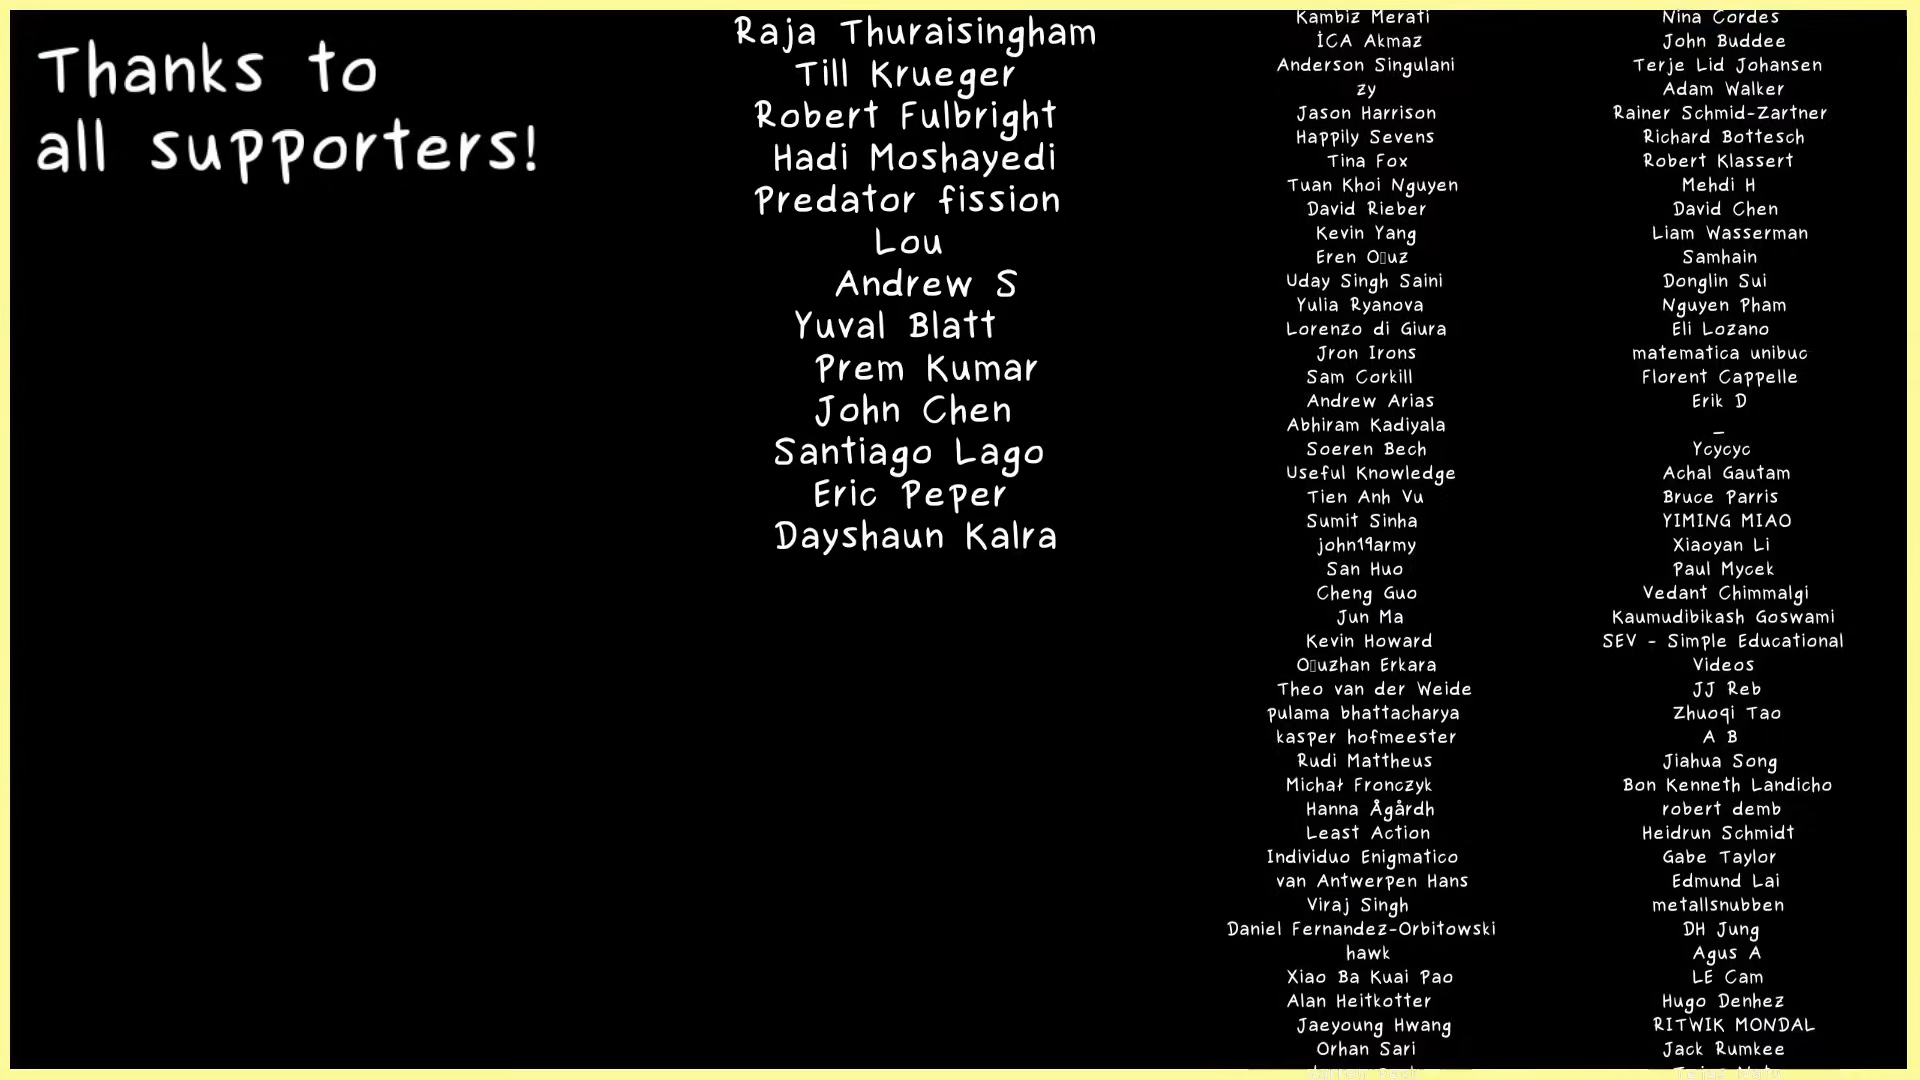 Thanks to
all supporters!
Raja Thuraisingham
Till Krueger
Robert Fulbright
Hadi Moshayedi
Predator fission
Lou
Andrew S
Yuval Blatt
Prem Kumar
John Chen
Santiago Lago
Eric Peper
Dayshaun Kalra
Kambiz Merati
İCA Akmaz
Anderson Singulani
zy
Jason Harrison
Happily Sevens
Tina Fox
Tuan Khoi Nguyen
David Rieber
Kevin Yang
Eren O▯uz
Uday Singh Saini
Yulia Ryanova
Lorenzo di Giura
Jron Irons
Sam Corkill
Andrew Arias
Abhiram Kadiyala
Soeren Bech
Useful Knowledge
Tien Anh Vu
Sumit Sinha
john19army
San Huo
Cheng Guo
Jun Ma
Kevin Howard
O▯uzhan Erkara
Theo van der Weide
pulama bhattacharya
kasper hofmeester
Rudi Mattheus
Michał Fronczyk
Hanna Ågårdh
Least Action
Individuo Enigmatico
van Antwerpen Hans
Viraj Singh
Daniel Fernandez-Orbitowski
hawk
Xiao Ba Kuai Pao
Alan Heitkotter
Jaeyoung Hwang
Orhan Sari
Nina Cordes
John Buddee
Terje Lid Johansen
Adam Walker
Rainer Schmid-Zartner
Richard Bottesch
Robert Klassert
Mehdi H
David Chen
Liam Wasserman
Samhain
Donglin Sui
Nguyen Pham
Eli Lozano
matematica unibuc
Florent Cappelle
Erik D
_
Ycycyc
Achal Gautam
Bruce Parris
YIMING MIAO
Xiaoyan Li
Paul Mycek
Vedant Chimmalgi
Kaumudibikash Goswami
SEV - Simple Educational
Videos
JJ Reb
Zhuoqi Tao
A B
Jiahua Song
Bon Kenneth Landicho
robert demb
Heidrun Schmidt
Gabe Taylor
Edmund Lai
metallsnubben
DH Jung
Agus A
LE Cam
Hugo Denhez
RITWIK MONDAL
Jack Rumkee